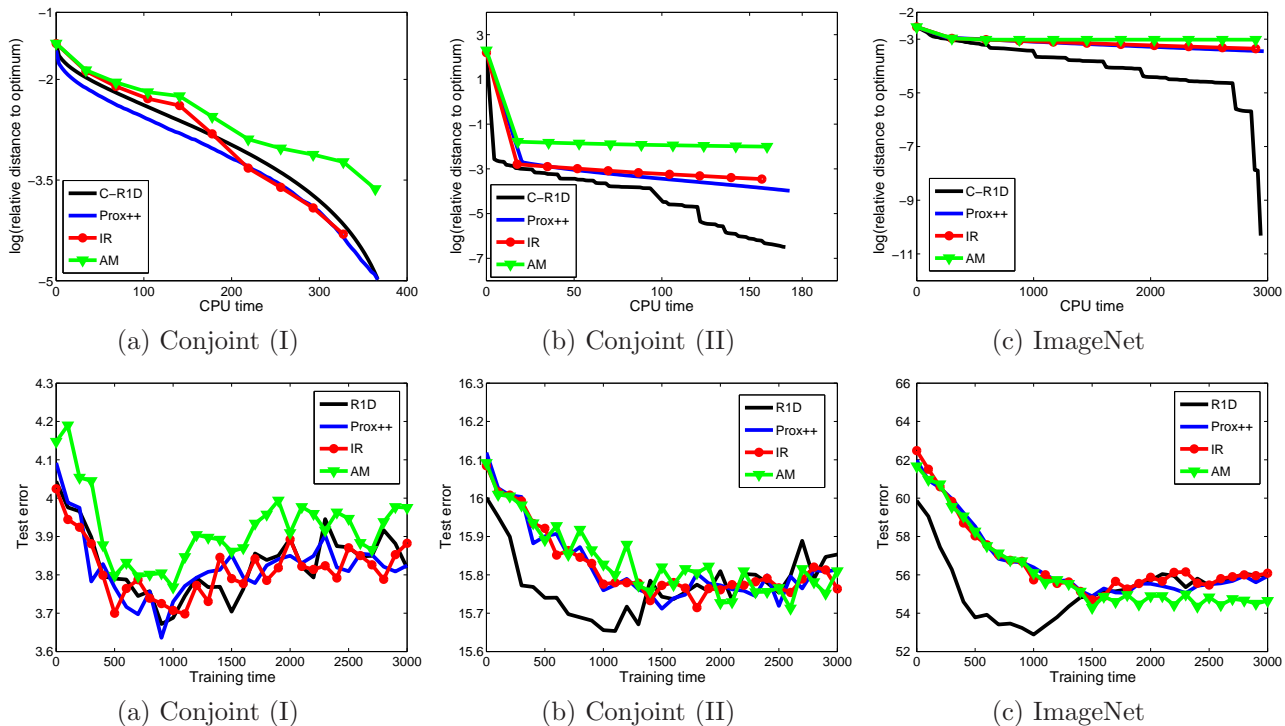 log(relative distance to optimum)
-1
-2
-3.5
-5
0
100
200
300
400
CPU time
C-R1D
Prox++
IR
AM
(a) Conjoint (I)
log(relative distance to optimum)
3
1
-1
-3
-5
-7
0
50
100
150
180
CPU time
C-R1D
Prox++
IR
AM
(b) Conjoint (II)
log(relative distance to optimum)
-2
-3
-5
-7
-9
-11
0
1000
2000
3000
CPU time
C-R1D
Prox++
IR
AM
(c) ImageNet
Test error
4.3
4.2
4.1
4
3.9
3.8
3.7
3.6
0
500
1000
1500
2000
2500
3000
Training time
R1D
Prox++
IR
AM
(a) Conjoint (I)
Test error
16.3
16.2
16.1
16
15.9
15.8
15.7
15.6
0
500
1000
1500
2000
2500
3000
Training time
R1D
Prox++
IR
AM
(b) Conjoint (II)
Test error
66
64
62
60
58
56
54
52
0
500
1000
1500
2000
2500
3000
Training time
R1D
Prox++
IR
AM
(c) ImageNet